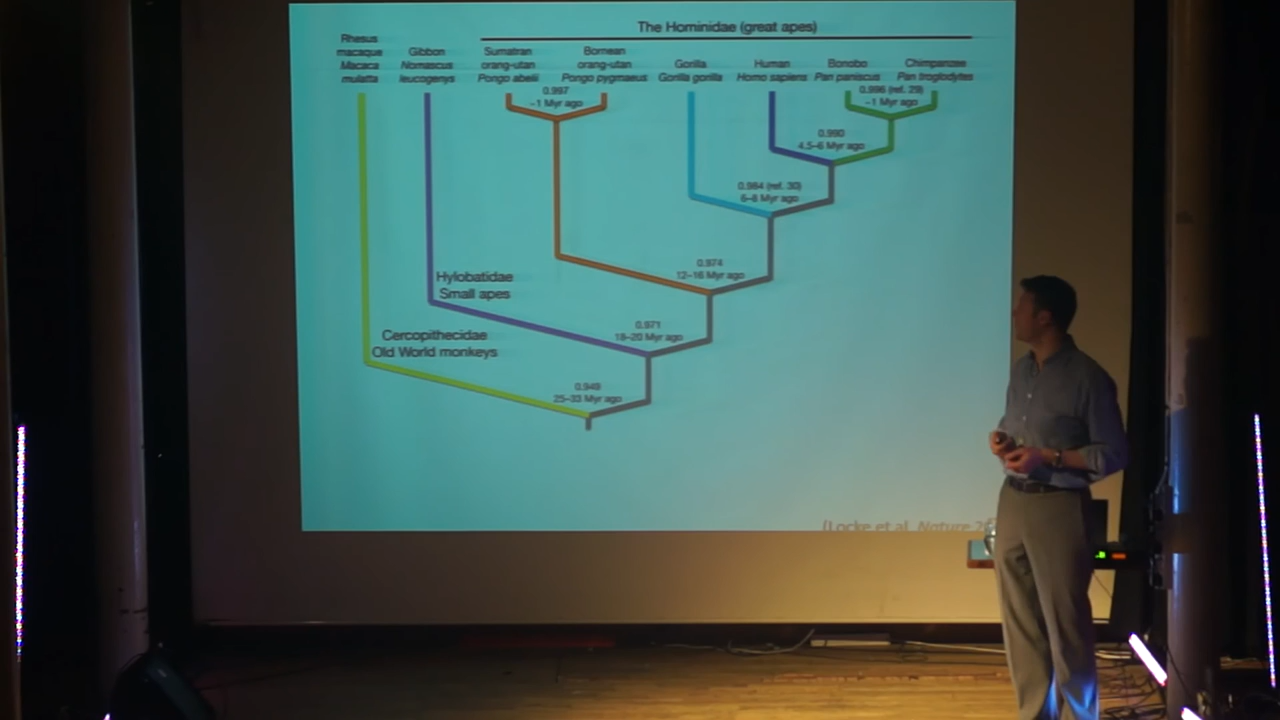 The Hominidae (great apes)
Rhesus
macaque
Macaca
mulatta
Gibbon
Nomascus
leucogenys
Sumatran
orang-utan
Pongo abelii
Bornean
orang-utan
Pongo pygmaeus
Gorilla
Gorilla gorilla
Human
Homo sapiens
Bonobo
Pan paniscus
Chimpanzee
Pan troglodytes
0.997
~1 Myr ago
0.996 (ref. 29)
~1 Myr ago
0.990
4.5–6 Myr ago
0.984 (ref. 30)
6–8 Myr ago
0.974
12–16 Myr ago
Hylobatidae
Small apes
0.971
18–20 Myr ago
Cercopithecidae
Old World monkeys
0.949
25–33 Myr ago
(Locke et al. Nature